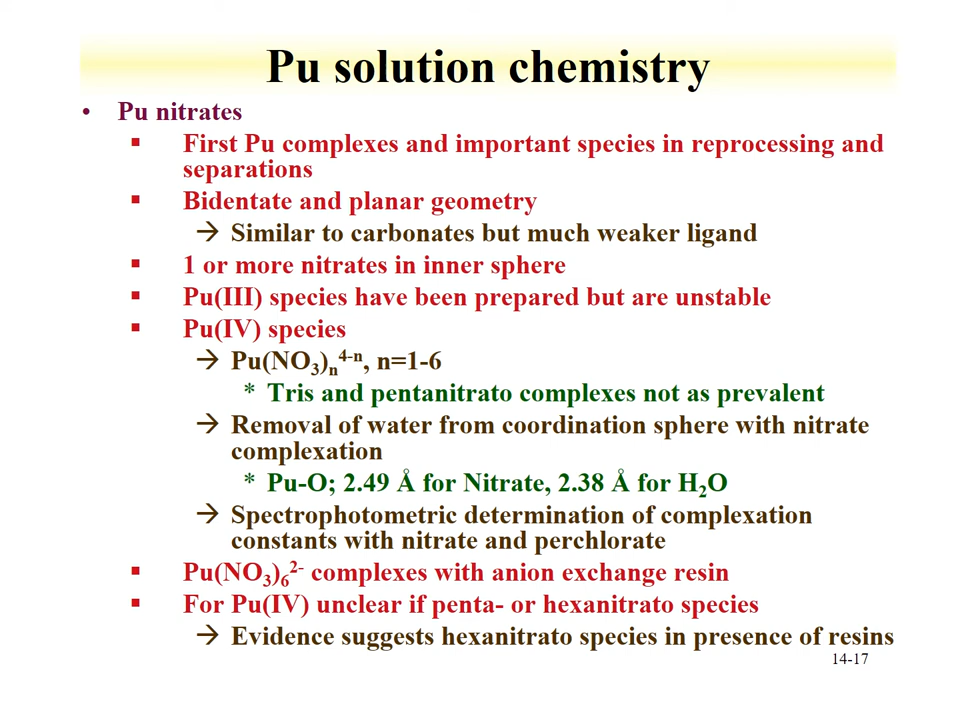 Pu solution chemistry
• Pu nitrates
▪ First Pu complexes and important species in reprocessing and
separations
▪ Bidentate and planar geometry
→ Similar to carbonates but much weaker ligand
▪ 1 or more nitrates in inner sphere
▪ Pu(III) species have been prepared but are unstable
▪ Pu(IV) species
→ Pu(NO₃)ₙ⁴⁻ⁿ, n=1-6
* Tris and pentanitrato complexes not as prevalent
→ Removal of water from coordination sphere with nitrate
complexation
* Pu-O; 2.49 Å for Nitrate, 2.38 Å for H₂O
→ Spectrophotometric determination of complexation
constants with nitrate and perchlorate
▪ Pu(NO₃)₆²⁻ complexes with anion exchange resin
▪ For Pu(IV) unclear if penta- or hexanitrato species
→ Evidence suggests hexanitrato species in presence of resins
14-17